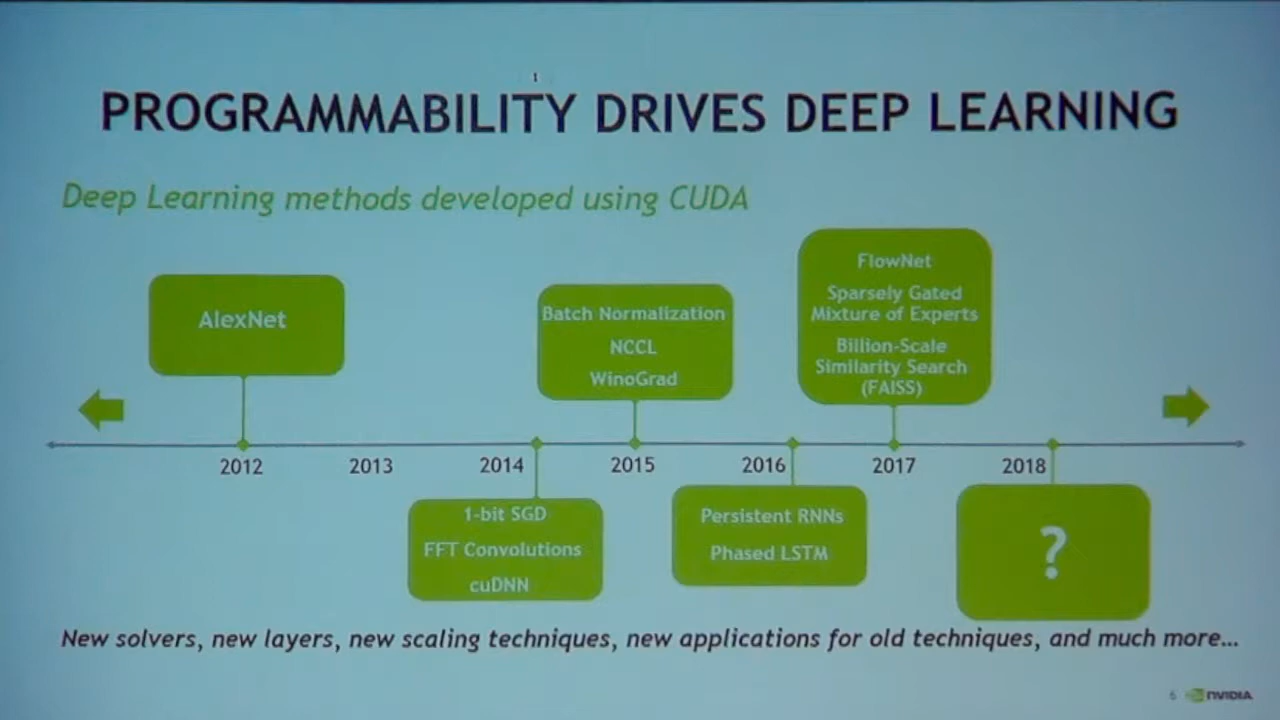 PROGRAMMABILITY DRIVES DEEP LEARNING
Deep Learning methods developed using CUDA
AlexNet
Batch Normalization
NCCL
WinoGrad
FlowNet
Sparsely Gated
Mixture of Experts
Billion-Scale
Similarity Search
(FAISS)
2012 2013 2014 2015 2016 2017 2018
1-bit SGD
FFT Convolutions
cuDNN
Persistent RNNs
Phased LSTM
?
New solvers, new layers, new scaling techniques, new applications for old techniques, and much more...
6 NVIDIA